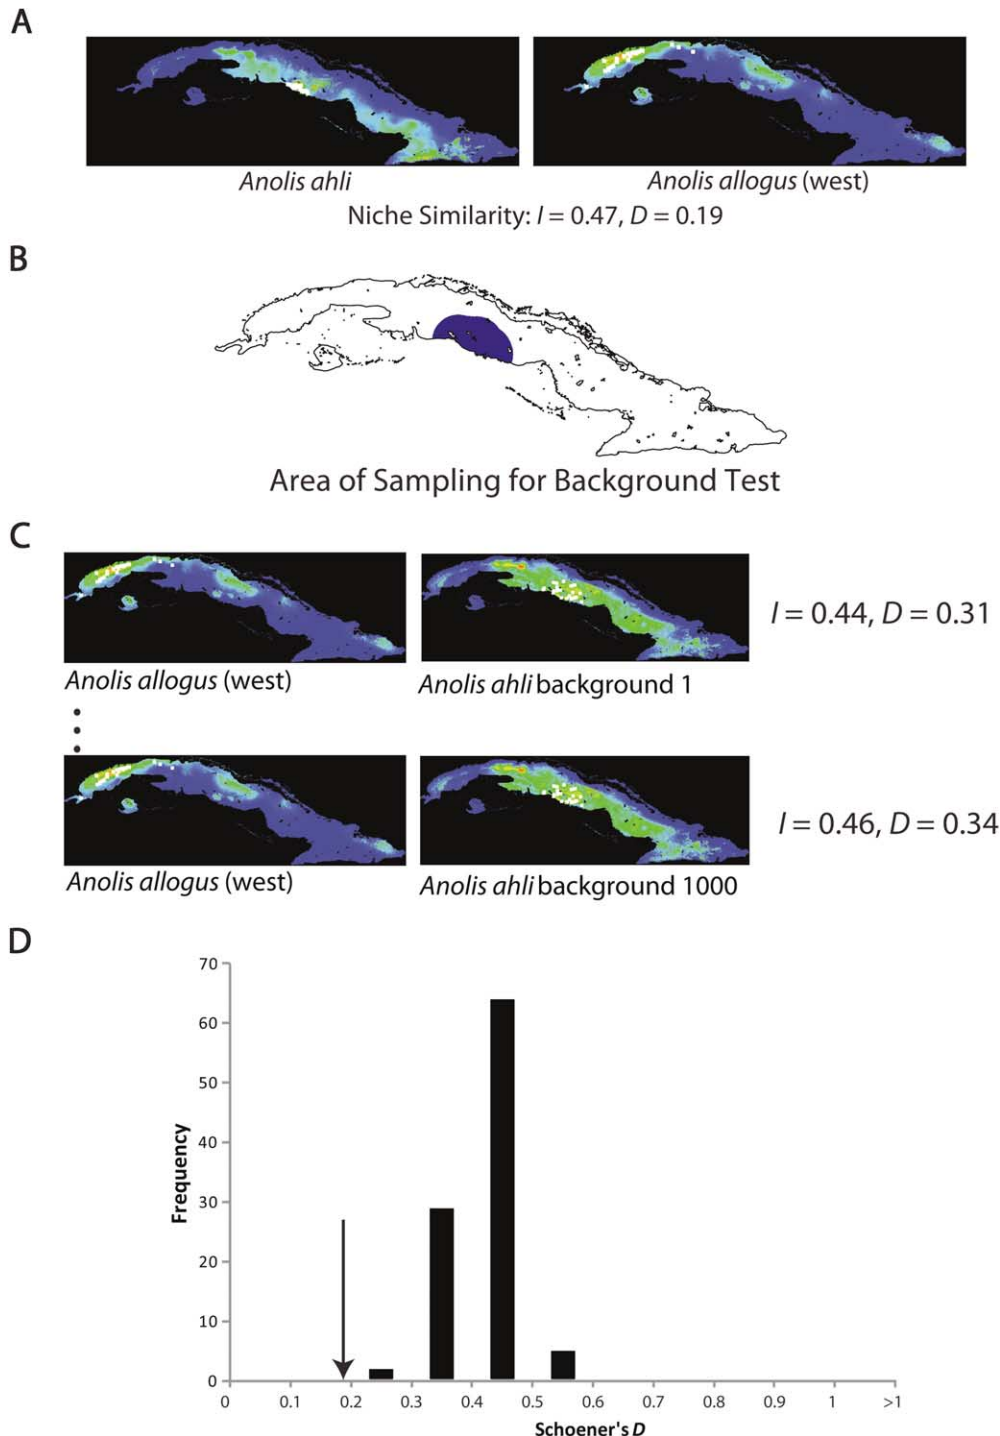 A
Anolis ahli
Anolis allogus (west)
Niche Similarity: I = 0.47, D = 0.19
B
Area of Sampling for Background Test
C
I = 0.44, D = 0.31
Anolis allogus (west)
Anolis ahli background 1
I = 0.46, D = 0.34
Anolis allogus (west)
Anolis ahli background 1000
D
70
60
50
40
30
20
10
0
Frequency
0 0.1 0.2 0.3 0.4 0.5 0.6 0.7 0.8 0.9 1 >1
Schoener's D